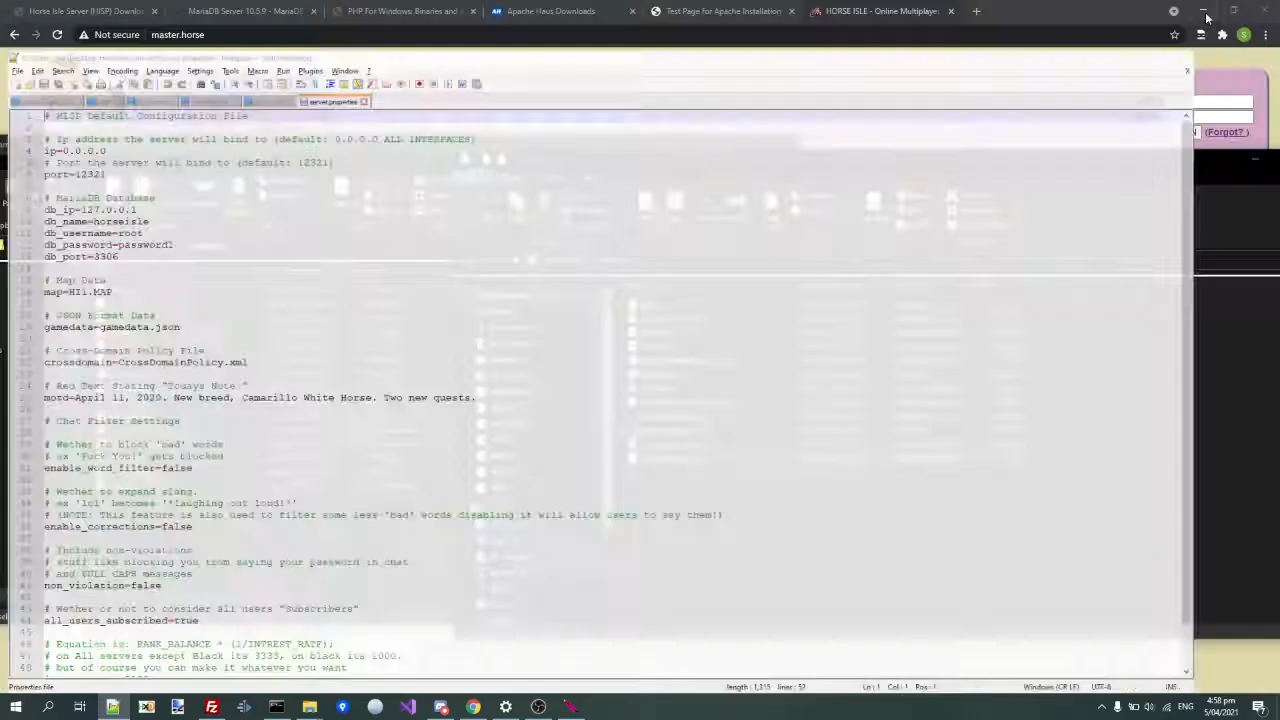 Horse Isle Server (HISP) Downlo
MariaDB Server 10.5.9 - MariaDB
PHP For Windows: Binaries and
Apache Haus Downloads
Test Page for Apache Installation
HORSE ISLE - Online Multiplayer
Not secure master.horse
File Edit Search View Encoding Language Settings Tools Macro Run Plugins Window ?
server.properties
(Forgot? )
# HISP Default Configuration File
# Ip address the server will bind to (default: 0.0.0.0 ALL INTERFACES)
ip=0.0.0.0
# Port the server will bind to (default: 12321)
port=12321
# MariaDB Database
db_ip=127.0.0.1
db_name=horseisle
db_username=root
db_password=password1
db_port=3306
# Map Data
map=HI1.MAP
# JSON Format Data
gamedata=gamedata.json
# Cross-Domain Policy File
crossdomain=CrossDomainPolicy.xml
# Red Text Stating "Todays Note:"
motd=April 11, 2020. New breed, Camarillo White Horse. Two new quests.
# Chat Filter Settings
# Wether to block 'bad' words
# ex 'Fuck You!' gets blocked
enable_word_filter=false
# Wether to expand slang.
# ex 'lol' becomes '*laughing out loud!*'
# (NOTE: This feature is also used to filter some less 'bad' words disabling it will allow users to say them!)
enable_corrections=false
# Include non-violations
# stuff like blocking you from saying your password in chat
# and FULL CAPS messages
non_violation=false
# Wether or not to consider all users "Subscribers"
all_users_subscribed=true
# Equation is: BANK_BALANCE * (1/INTREST_RATE);
# on All servers except Black its 3333, on black its 1000.
# but of course you can make it whatever you want
Properties file length : 1,315 lines : 52 Ln : 1 Col : 1 Pos : 1 Windows (CR LF) UTF-8 INS
ENG
4:58 pm
5/04/2021